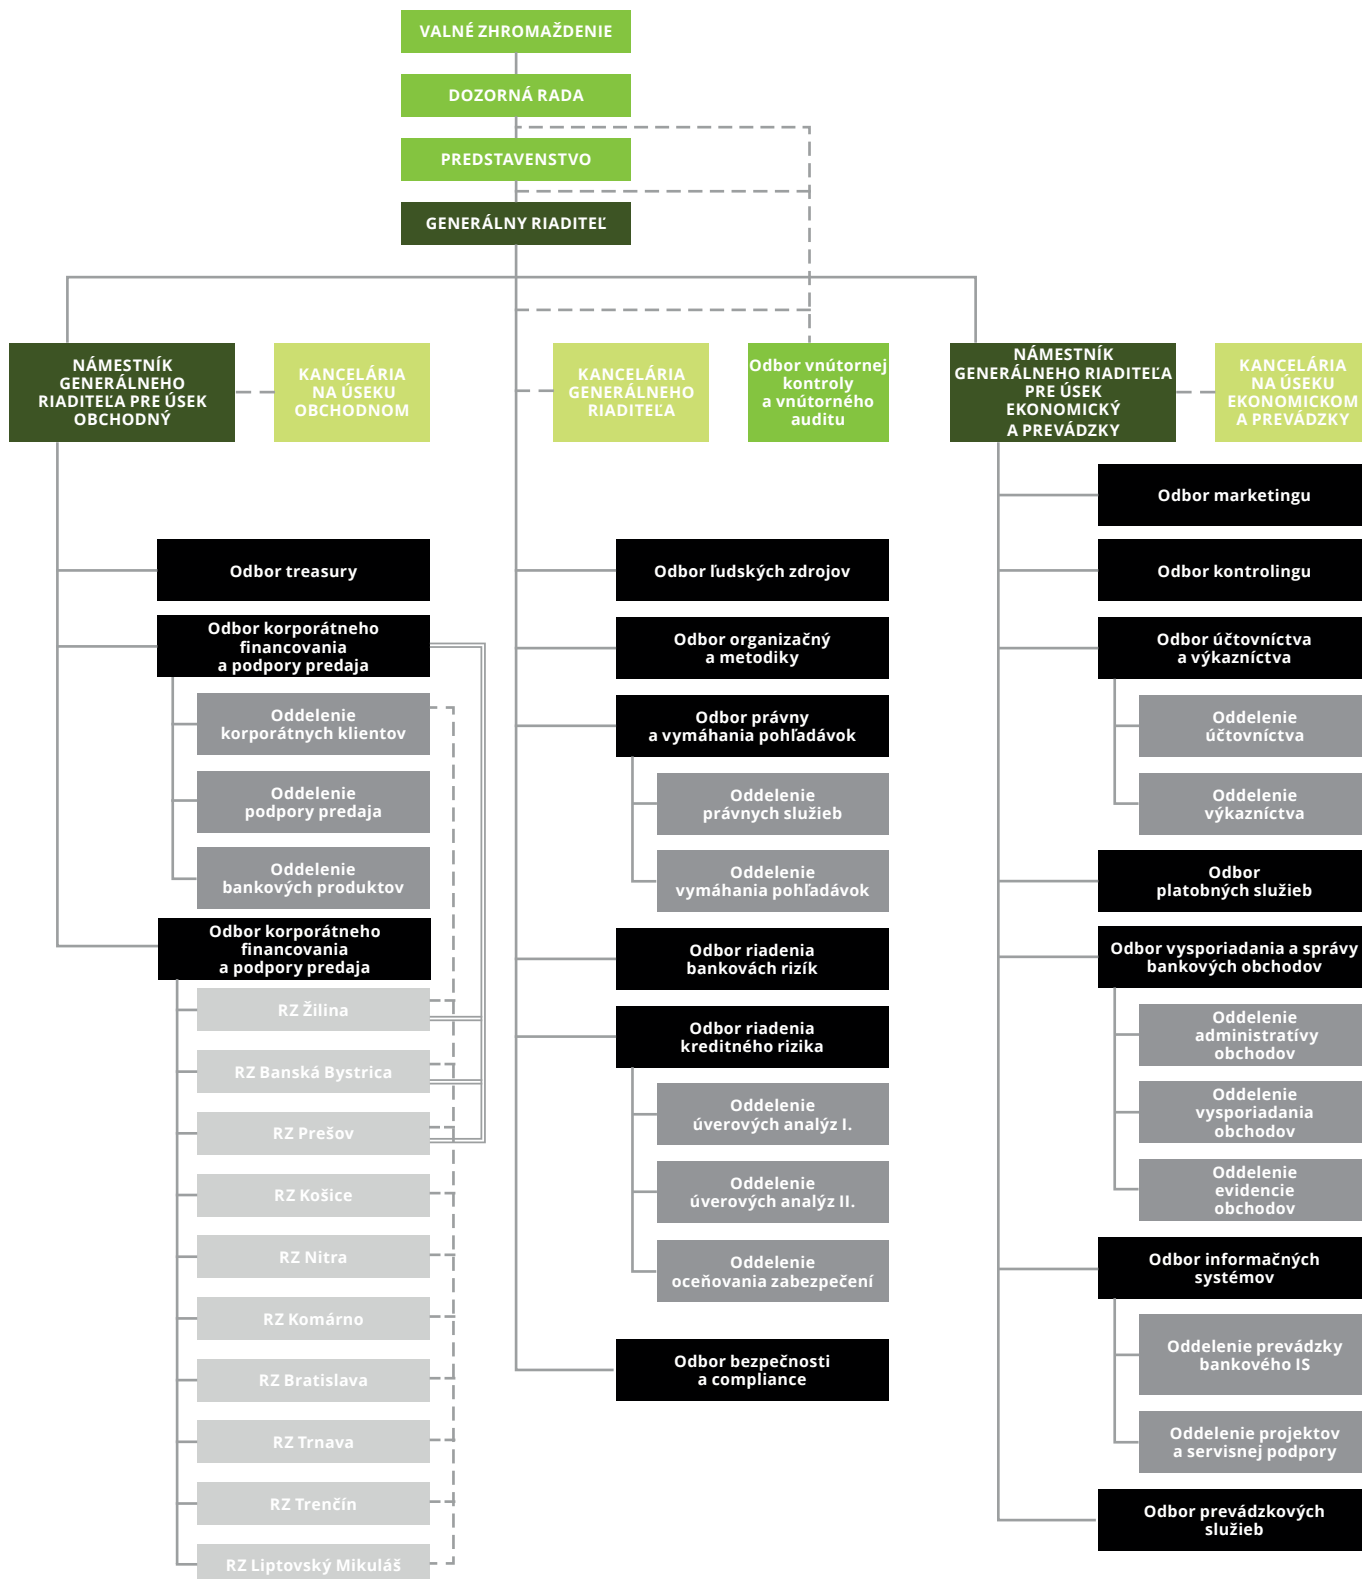 VALNÉ ZHROMAŽDENIE
DOZORNÁ RADA
PREDSTAVENSTVO
GENERÁLNY RIADITEĽ
NÁMESTNÍK
GENERÁLNEHO
RIADITEĽA PRE ÚSEK
OBCHODNÝ
KANCELÁRIA
NA ÚSEKU
OBCHODNOM
KANCELÁRIA
GENERÁLNEHO
RIADITEĽA
Odbor vnútornej
kontroly
a vnútorného
auditu
NÁMESTNÍK
GENERÁLNEHO RIADITEĽA
PRE ÚSEK
EKONOMICKÝ
A PREVÁDZKY
KANCELÁRIA
NA ÚSEKU
EKONOMICKOM
A PREVÁDZKY
Odbor treasury
Odbor korporátneho
financovania
a podpory predaja
Oddelenie
korporátnych klientov
Oddelenie
podpory predaja
Oddelenie
bankových produktov
Odbor korporátneho
financovania
a podpory predaja
RZ Žilina
RZ Banská Bystrica
RZ Prešov
RZ Košice
RZ Nitra
RZ Komárno
RZ Bratislava
RZ Trnava
RZ Trenčín
RZ Liptovský Mikuláš
Odbor ľudských zdrojov
Odbor organizačný
a metodiky
Odbor právny
a vymáhania pohľadávok
Oddelenie
právnych služieb
Oddelenie
vymáhania pohľadávok
Odbor riadenia
bankovách rizík
Odbor riadenia
kreditného rizika
Oddelenie
úverových analýz I.
Oddelenie
úverových analýz II.
Oddelenie
oceňovania zabezpečení
Odbor bezpečnosti
a compliance
Odbor marketingu
Odbor kontrolingu
Odbor účtovníctva
a výkazníctva
Oddelenie
účtovníctva
Oddelenie
výkazníctva
Odbor
platobných služieb
Odbor vysporiadania a správy
bankových obchodov
Oddelenie
administratívy
obchodov
Oddelenie
vysporiadania
obchodov
Oddelenie
evidencie
obchodov
Odbor informačných
systémov
Oddelenie prevádzky
bankového IS
Oddelenie projektov
a servisnej podpory
Odbor prevádzkových
služieb